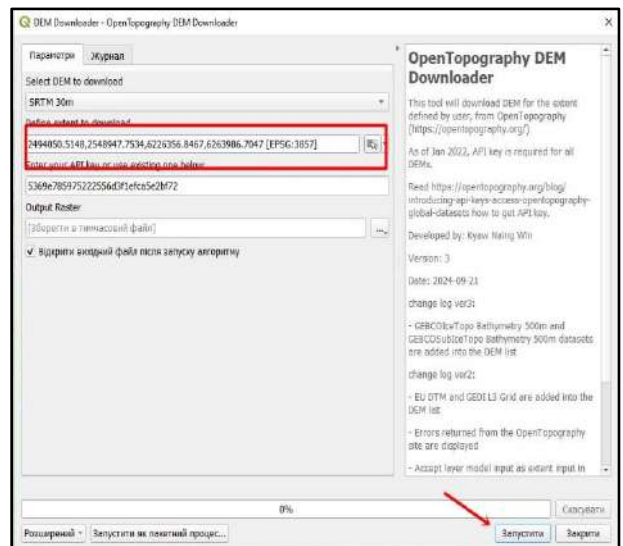 DEM Downloader - OpenTopography DEM Downloader
Параметри
Журнал
Select DEM to download
SRTM 30m
Define extent to download
2494050.5148,2548947.7534,6226356.8467,6263986.7047 [EPSG:3857]
Enter your API key or use existing one below
5369e785975222556d3f1efca5e2bf72
Output Raster
[Зберегти в тимчасовий файл]
...
Відкрити вихідний файл після запуску алгоритму
OpenTopography DEM
Downloader
This tool will download DEM for the extent
defined by user, from OpenTopography
(https://opentopography.org/)
As of Jan 2022, API key is required for all
DEMs.
Read https://opentopography.org/blog/
introducing-api-keys-access-opentopography-
global-datasets how to get API key.
Developed by: Kyaw Naing Win
Version: 3
Date: 2024-09-21
change log ver3:
- GEBCOIceTopo Bathymetry 500m and
GEBCOSubIceTopo Bathymetry 500m datasets
are added into the DEM list
change log ver2:
- EU DTM and GEDI L3 Grid are added into the
DEM list
- Errors returned from the OpenTopography
site are displayed
- Accept layer model input as extent input in
0%
Скасувати
Розширений
Запустити як пакетний процес...
Запустити
Закрити